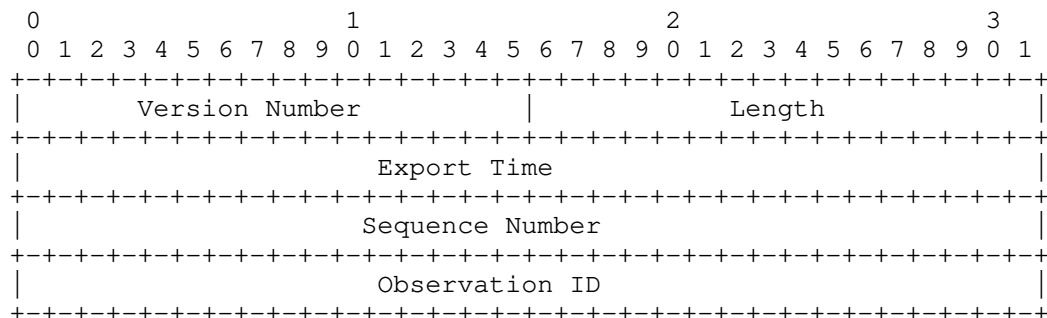 0                   1                   2                   3
 0 1 2 3 4 5 6 7 8 9 0 1 2 3 4 5 6 7 8 9 0 1 2 3 4 5 6 7 8 9 0 1
+-+-+-+-+-+-+-+-+-+-+-+-+-+-+-+-+-+-+-+-+-+-+-+-+-+-+-+-+-+-+-+-+
|       Version Number          |            Length             |
+-+-+-+-+-+-+-+-+-+-+-+-+-+-+-+-+-+-+-+-+-+-+-+-+-+-+-+-+-+-+-+-+
|                      Export Time                              |
+-+-+-+-+-+-+-+-+-+-+-+-+-+-+-+-+-+-+-+-+-+-+-+-+-+-+-+-+-+-+-+-+
|                     Sequence Number                           |
+-+-+-+-+-+-+-+-+-+-+-+-+-+-+-+-+-+-+-+-+-+-+-+-+-+-+-+-+-+-+-+-+
|                      Observation ID                           |
+-+-+-+-+-+-+-+-+-+-+-+-+-+-+-+-+-+-+-+-+-+-+-+-+-+-+-+-+-+-+-+-+